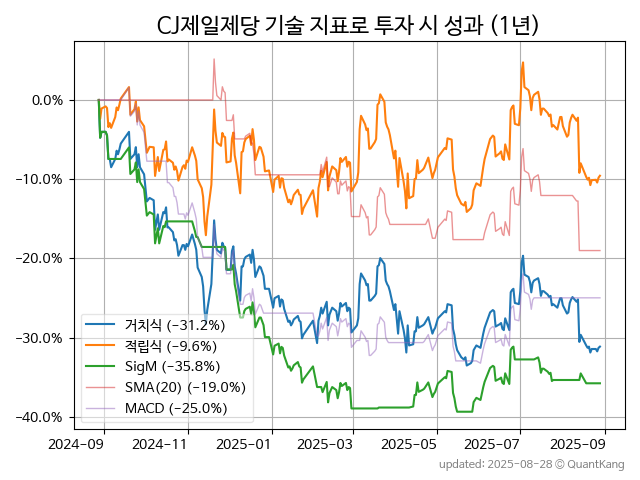 CJ제일제당 기술 지표로 투자 시 성과 (1년)
0.0%
−10.0%
−20.0%
−30.0%
−40.0%
거치식 (−31.2%)
적립식 (−9.6%)
SigM (−35.8%)
SMA(20) (−19.0%)
MACD (−25.0%)
2024-09 2024-11 2025-01 2025-03 2025-05 2025-07 2025-09
updated: 2025-08-28 © QuantKang